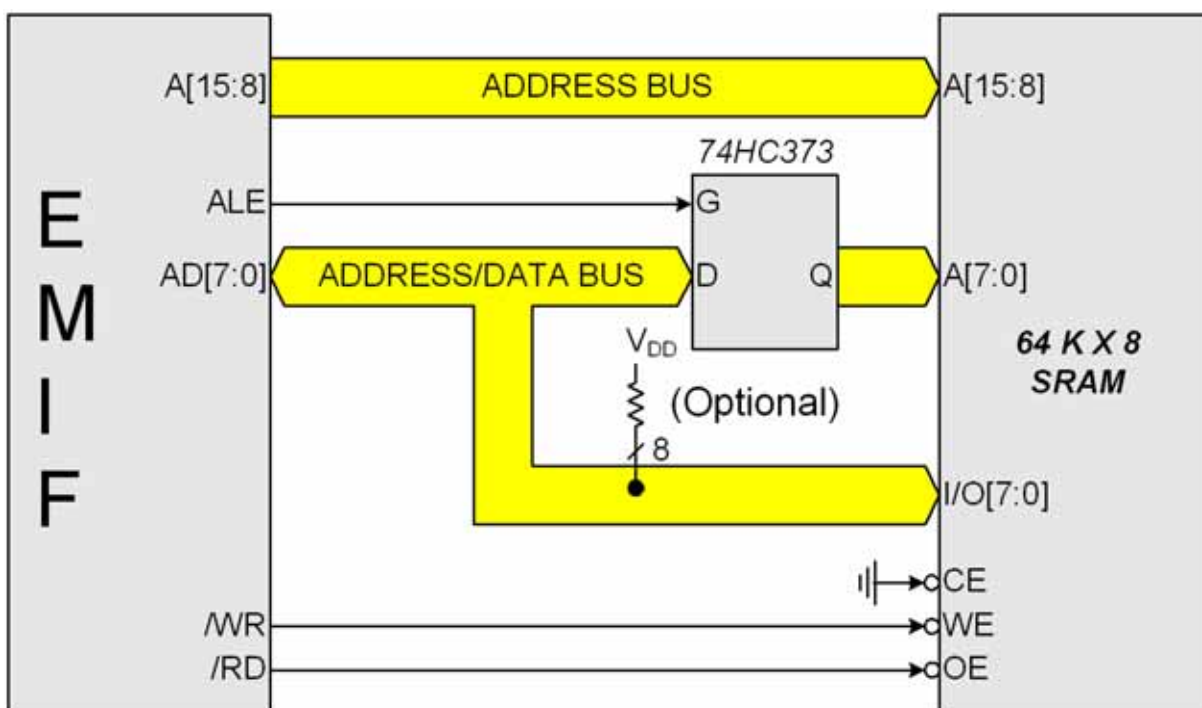 A[15:8]
ADDRESS BUS
A[15:8]
74HC373
ALE
G
AD[7:0]
ADDRESS/DATA BUS
D
Q
A[7:0]
EMIF
VDD
(Optional)
8
64 K X 8
SRAM
I/O[7:0]
CE
/WR
WE
/RD
OE